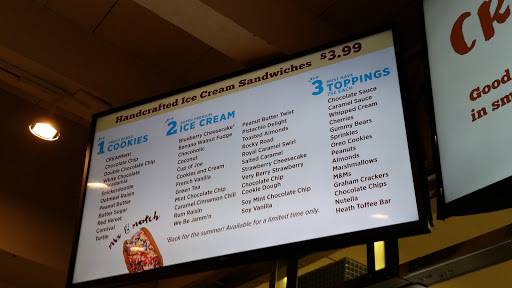 Handcrafted Ice Cream Sandwiches $3.99
1
COOKIES
Chocolate Chip
Double Chocolate Chip
White Chocolate
Macadamia
Snickerdoodle
Oatmeal Raisin
Peanut Butter
Butter Sugar
Red Velvet
Carnival
Turtle
mix & match
2
ICE CREAM
Blueberry Cheesecake*
Banana Walnut Fudge
Chocoholic
Coconut
Cup of Joe
Cookies and Cream
French Vanilla
Green Tea
Mint Chocolate Chip
Caramel Cinnamon Chili
Rum Raisin
We Be Jammin'
Peanut Butter Twist
Pistachio Delight
Toasted Almonds
Rocky Road
Royal Caramel Swirl
Salted Caramel
Strawberry Cheesecake
Very Berry Strawberry
Chocolate Chip
Cookie Dough
Soy Mint Chocolate Chip
Soy Vanilla
*Back for the summer! Available for a limited time only.
3 MUST HAVE
TOPPINGS
Chocolate Sauce
Caramel Sauce
Whipped Cream
Cherries
Gummy Bears
Sprinkles
Oreo Cookies
Peanuts
Almonds
Marshmallows
M&Ms
Graham Crackers
Chocolate Chips
Nutella
Heath Toffee Bar
Good
in sm